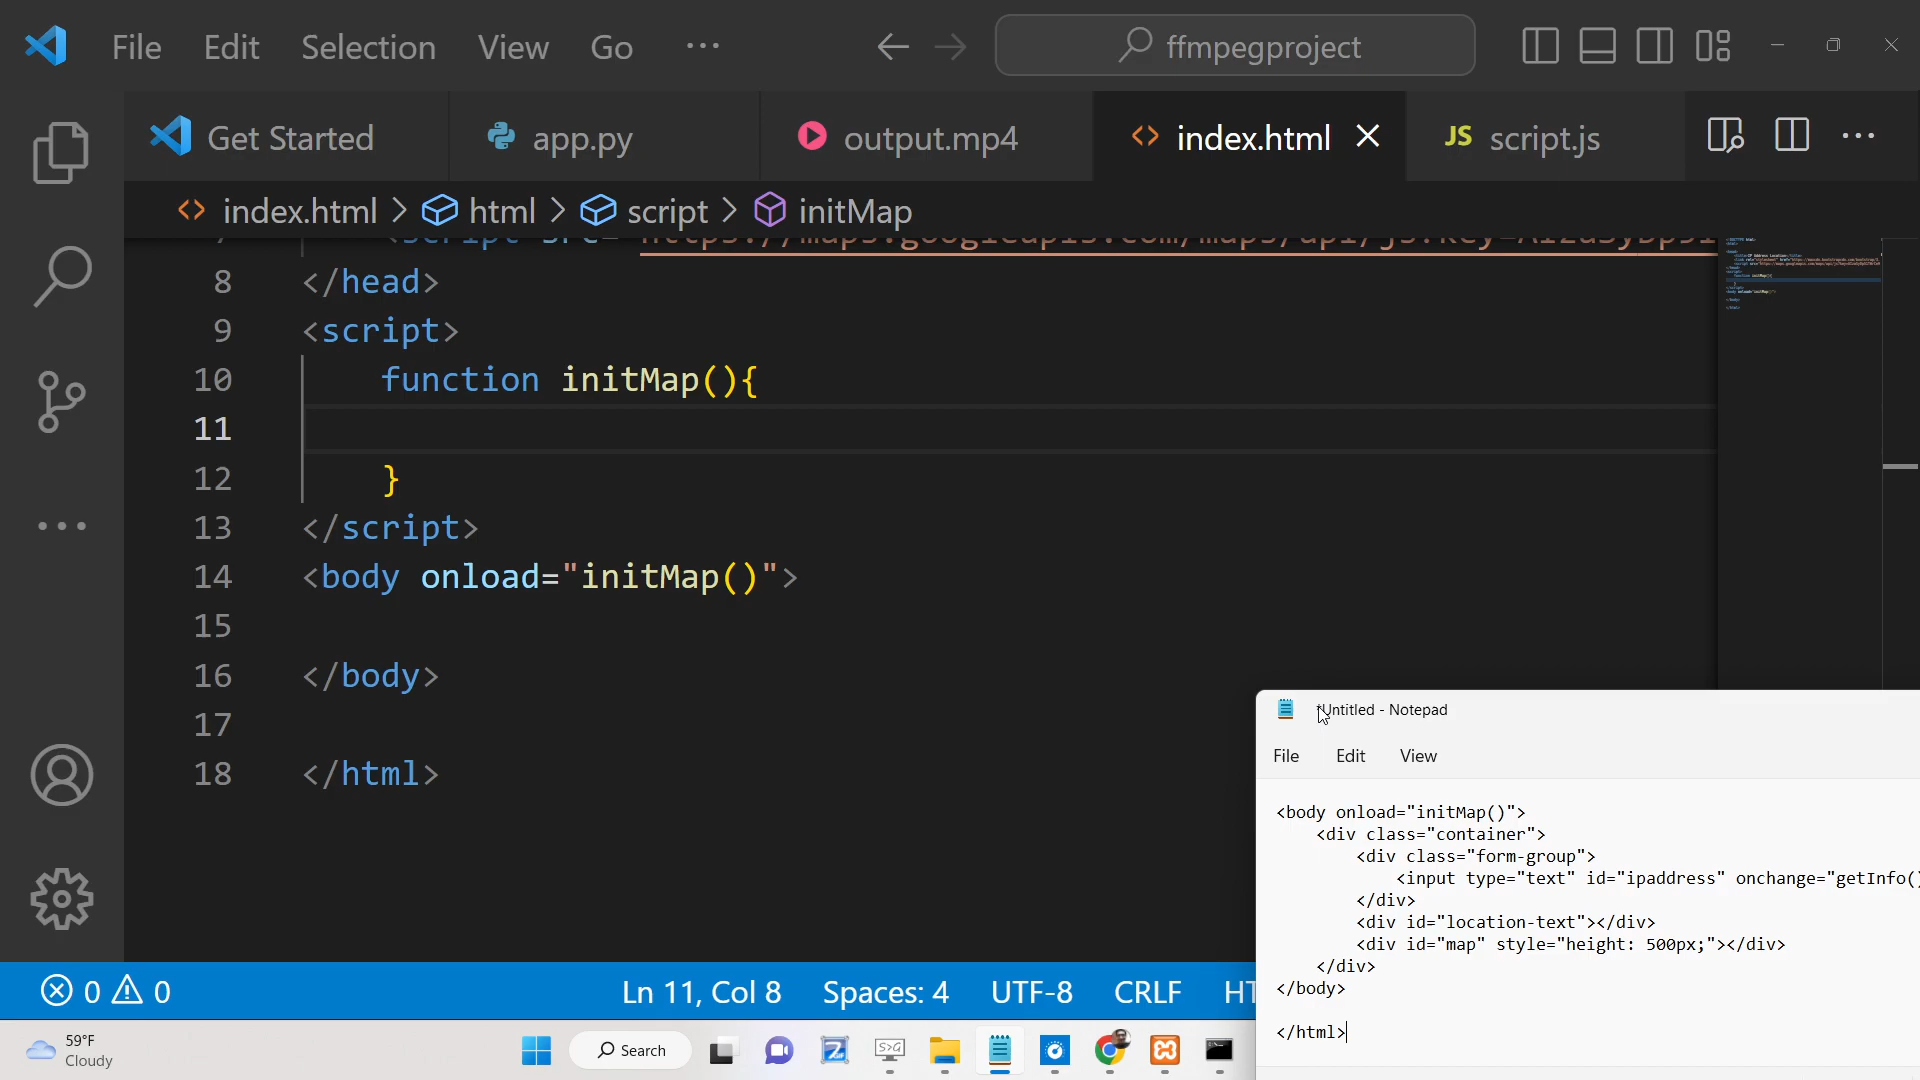 File Edit Selection View Go ··· ffmpegproject
Get Started app.py output.mp4 index.html JS script.js
index.html > html > script > initMap
8 </head>
9 <script>
10 function initMap(){
11
12 }
13 </script>
14 <body onload="initMap()">
15
16 </body>
17
18 </html>
0 0 Ln 11, Col 8 Spaces: 4 UTF-8 CRLF
*Untitled - Notepad
File Edit View
<body onload="initMap()">
<div class="container">
<div class="form-group">
<input type="text" id="ipaddress" onchange="getInfo()
</div>
<div id="location-text"></div>
<div id="map" style="height: 500px;"></div>
</div>
</body>
</html>
59°F
Cloudy
Search